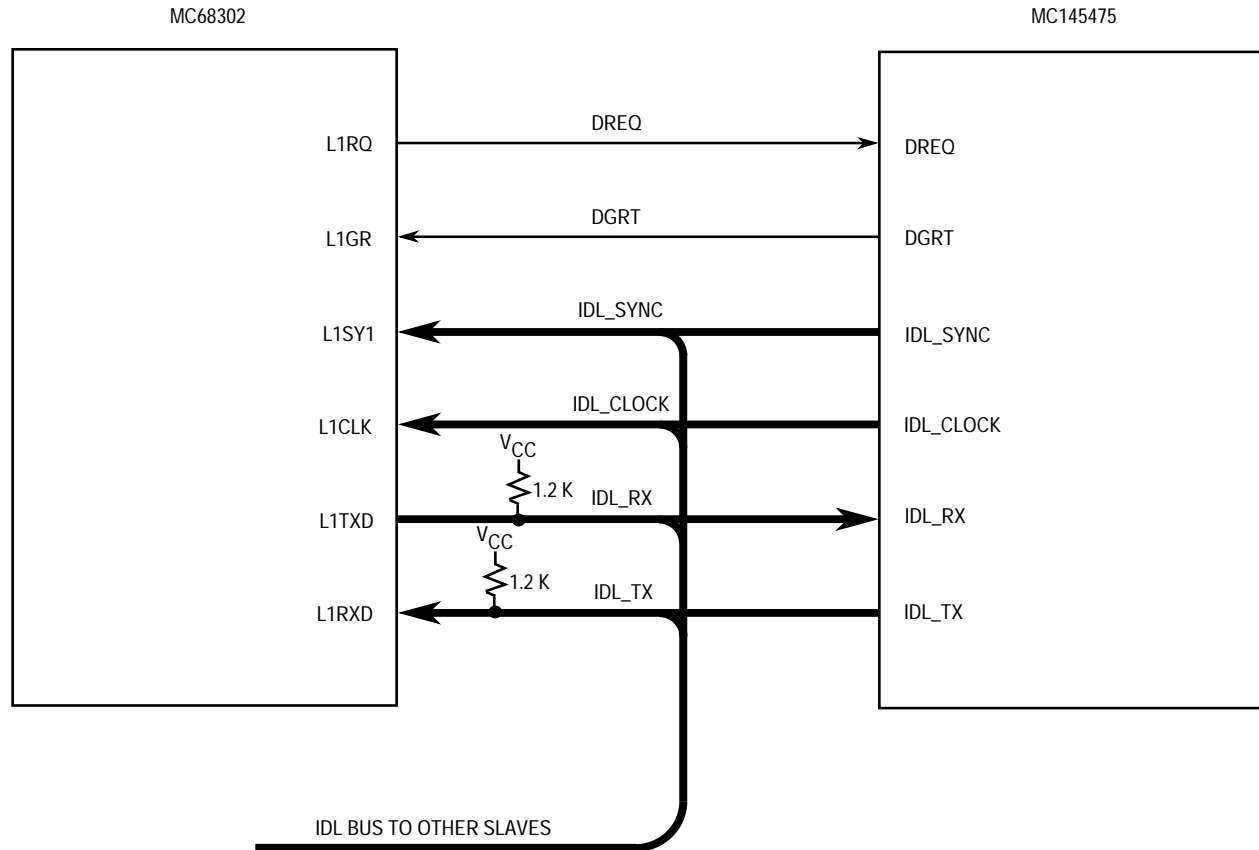 MC68302
MC145475
L1RQ
DREQ
DREQ
L1GR
DGRT
DGRT
L1SY1
IDL_SYNC
IDL_SYNC
L1CLK
IDL_CLOCK
IDL_CLOCK
VCC
1.2 K
L1TXD
IDL_RX
IDL_RX
VCC
1.2 K
L1RXD
IDL_TX
IDL_TX
IDL BUS TO OTHER SLAVES